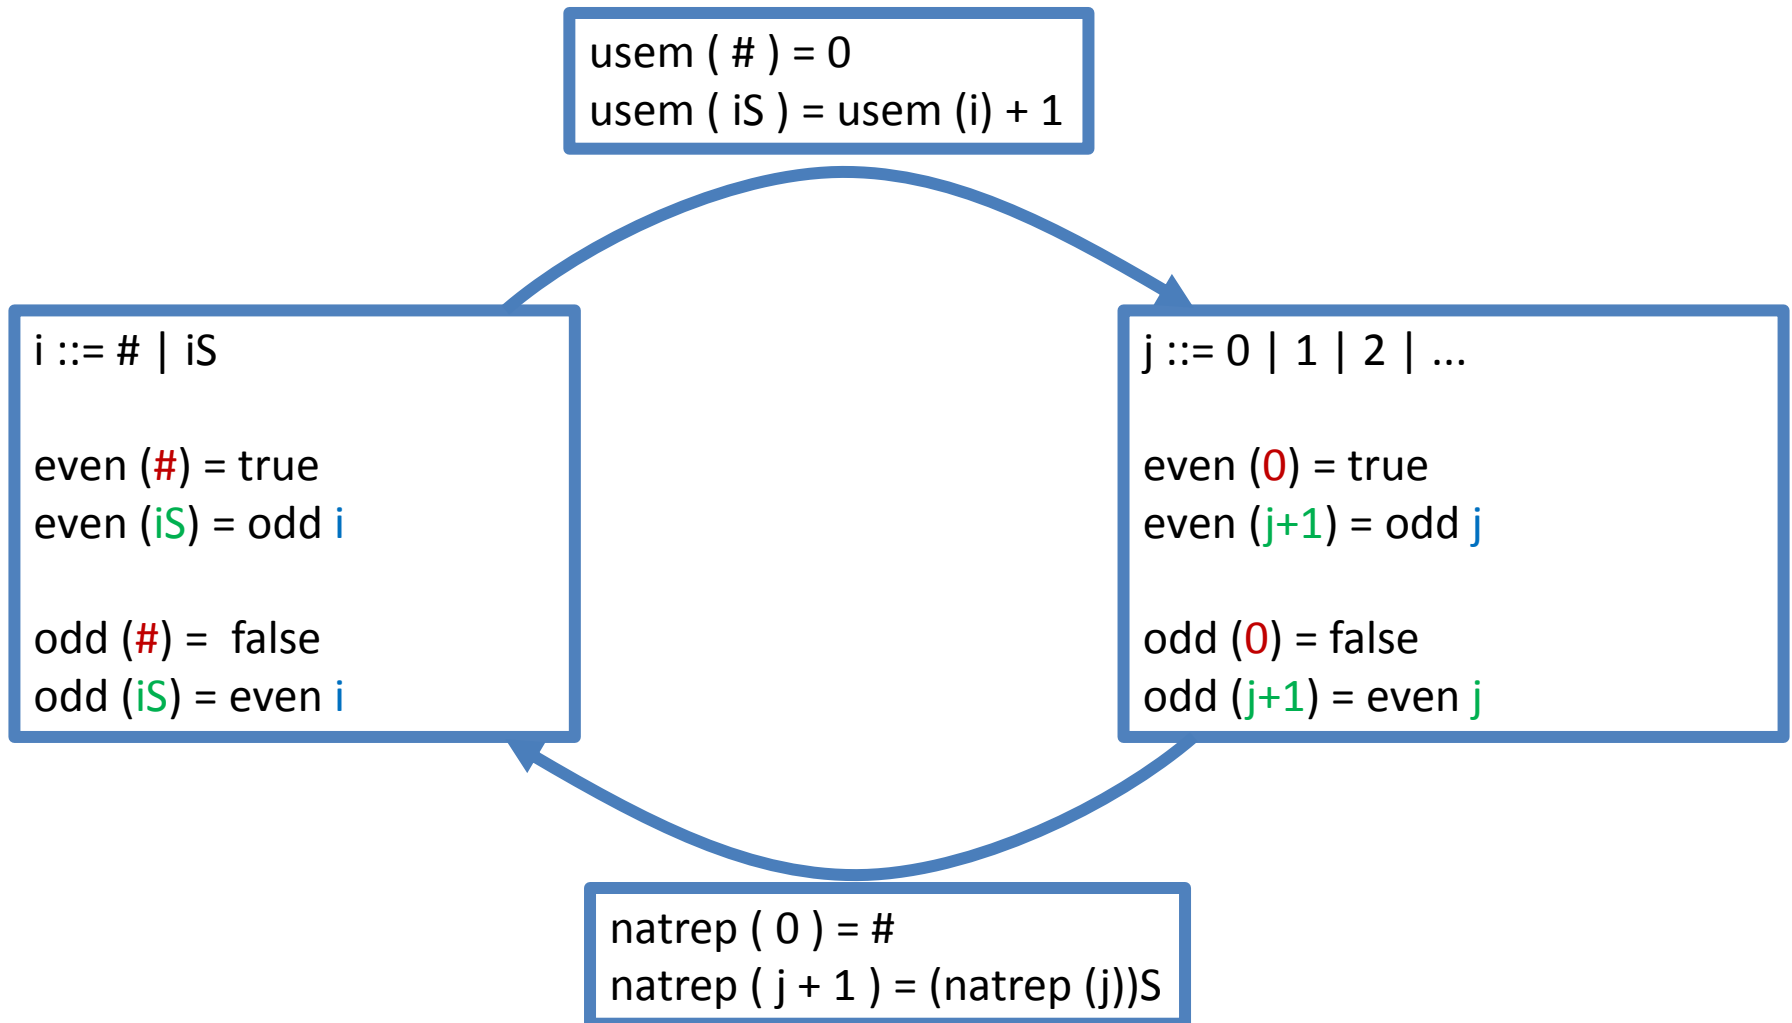 usem ( # ) = 0
usem ( iS ) = usem (i) + 1
i ::= # | iS
even (#) = true
even (iS) = odd i
odd (#) =  false
odd (iS) = even i
j ::= 0 | 1 | 2 | ...
even (0) = true
even (j+1) = odd j
odd (0) = false
odd (j+1) = even j
natrep ( 0 ) = #
natrep ( j + 1 ) = (natrep (j))S